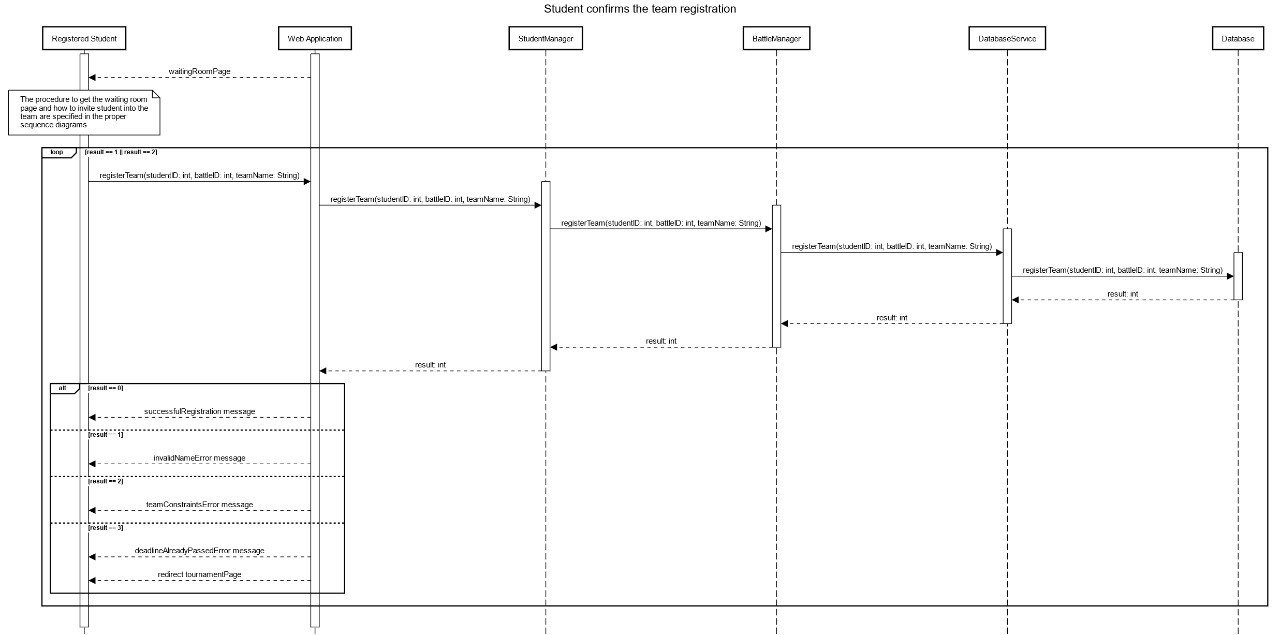 Student confirms the team registration
Registered Student
Web Application
StudentManager
BattleManager
DatabaseService
Database
waitingRoomPage
The procedure to get the waiting room
page and how to invite student into the
team are specified in the proper
sequence diagrams
loop
[result == 1 || result == 2]
registerTeam(studentID: int, battleID: int, teamName: String)
registerTeam(studentID: int, battleID: int, teamName: String)
registerTeam(studentID: int, battleID: int, teamName: String)
registerTeam(studentID: int, battleID: int, teamName: String)
registerTeam(studentID: int, battleID: int, teamName: String)
result: int
result: int
result: int
result: int
alt
[result == 0]
successfulRegistration message
[result == 1]
invalidNameError message
[result == 2]
teamConstraintsError message
[result == 3]
deadlineAlreadyPassedError message
redirect tournamentPage